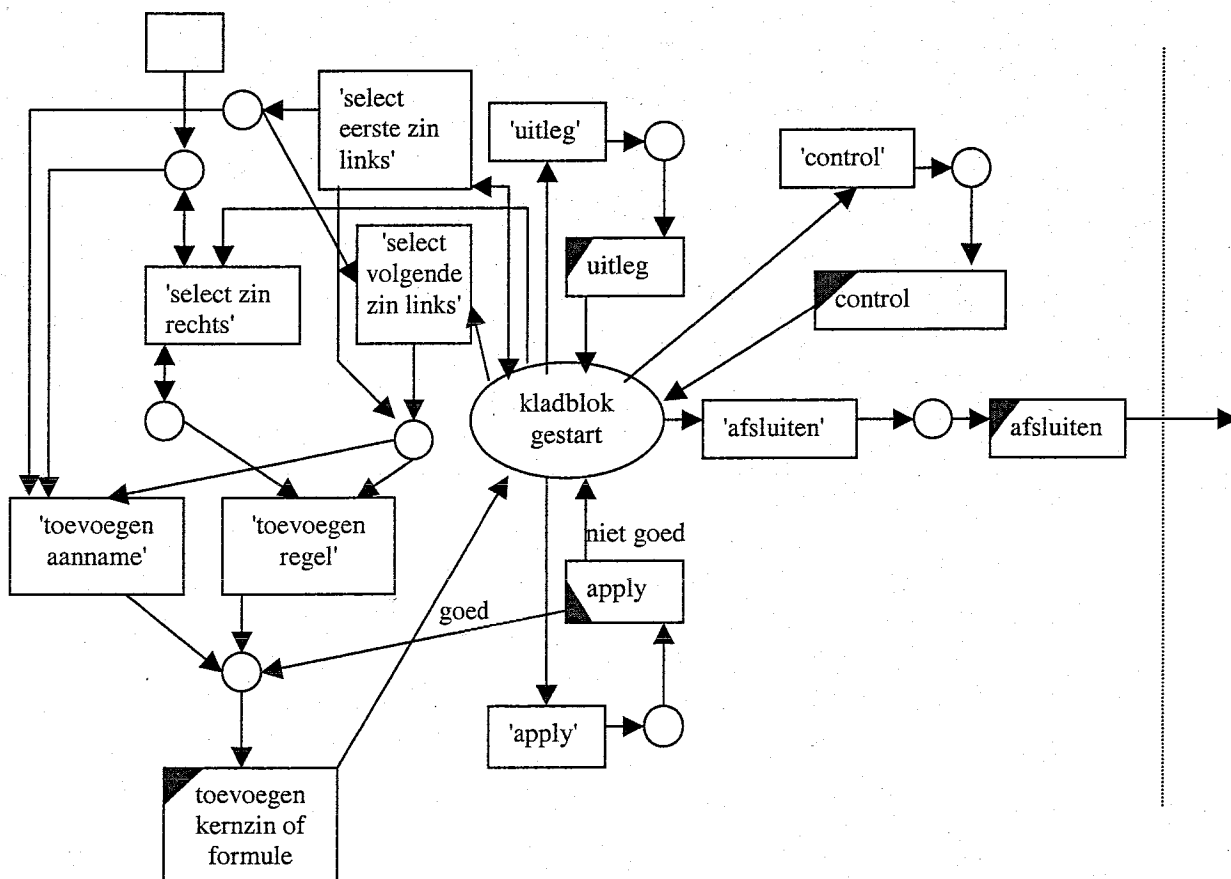 'select
eerste zin
links'
'uitleg'
'control'
'select
volgende
zin links'
uitleg
control
'select zin
rechts'
kladblok
gestart
'afsluiten'
afsluiten
'toevoegen
aanname'
'toevoegen
regel'
niet goed
apply
goed
'apply'
toevoegen
kernzin of
formule